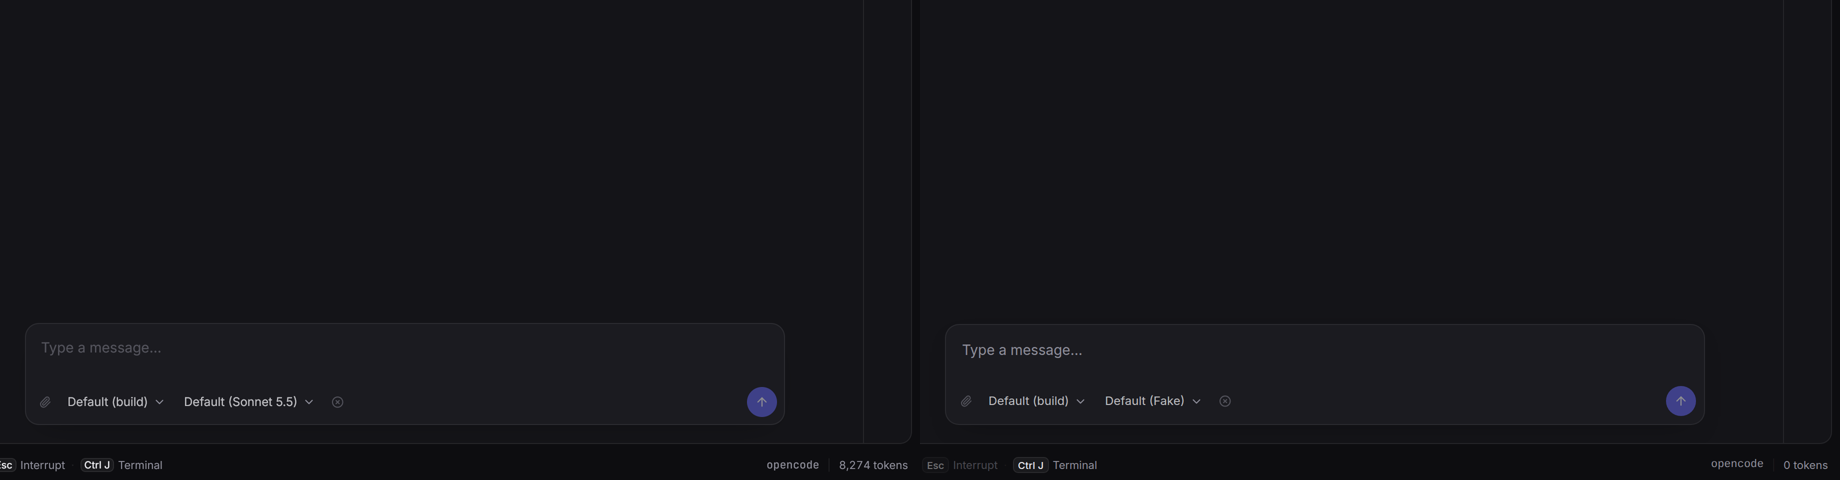 Type a message...
Default (build) Default (Sonnet 5.5)
Esc Interrupt · Ctrl J Terminal opencode 8,274 tokens
Type a message...
Default (build) Default (Fake)
Esc Interrupt Ctrl J Terminal opencode 0 tokens